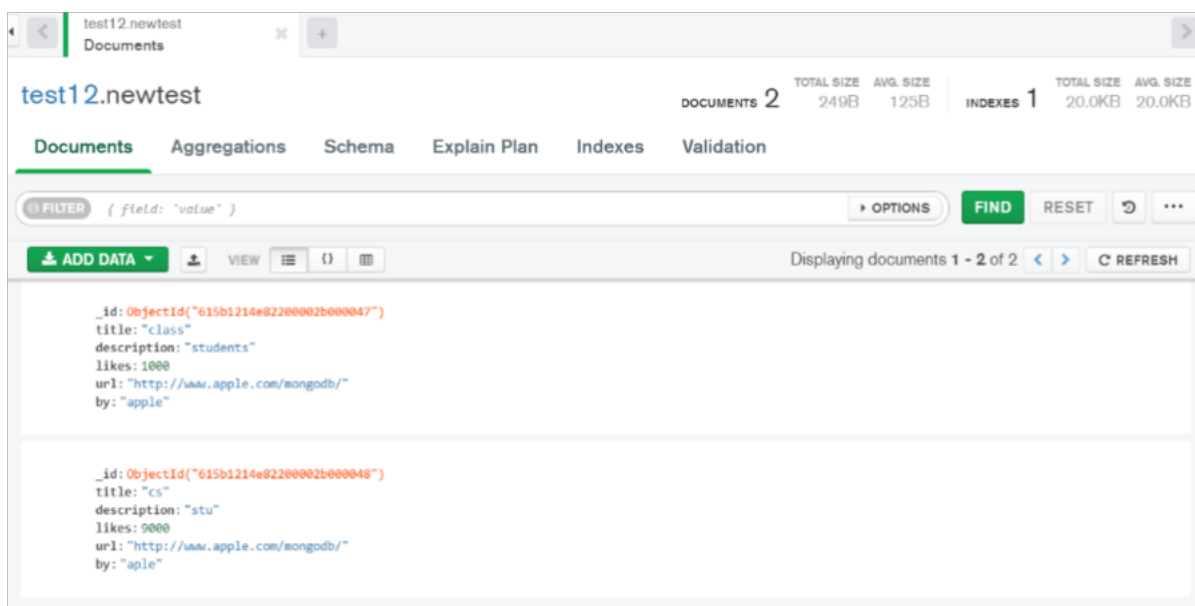 test12.newtest
Documents
test12.newtest
DOCUMENTS 2 TOTAL SIZE 249B AVG. SIZE 125B INDEXES 1 TOTAL SIZE 20.0KB AVG. SIZE 20.0KB
Documents Aggregations Schema Explain Plan Indexes Validation
FILTER { field: 'value' } OPTIONS FIND RESET ...
ADD DATA VIEW {} Displaying documents 1 - 2 of 2 < > REFRESH
_id: ObjectId("615b1214e82200002b000047")
title: "class"
description: "students"
likes: 1000
url: "http://www.apple.com/mongodb/"
by: "apple"
_id: ObjectId("615b1214e82200002b000048")
title: "cs"
description: "stu"
likes: 9000
url: "http://www.apple.com/mongodb/"
by: "aple"